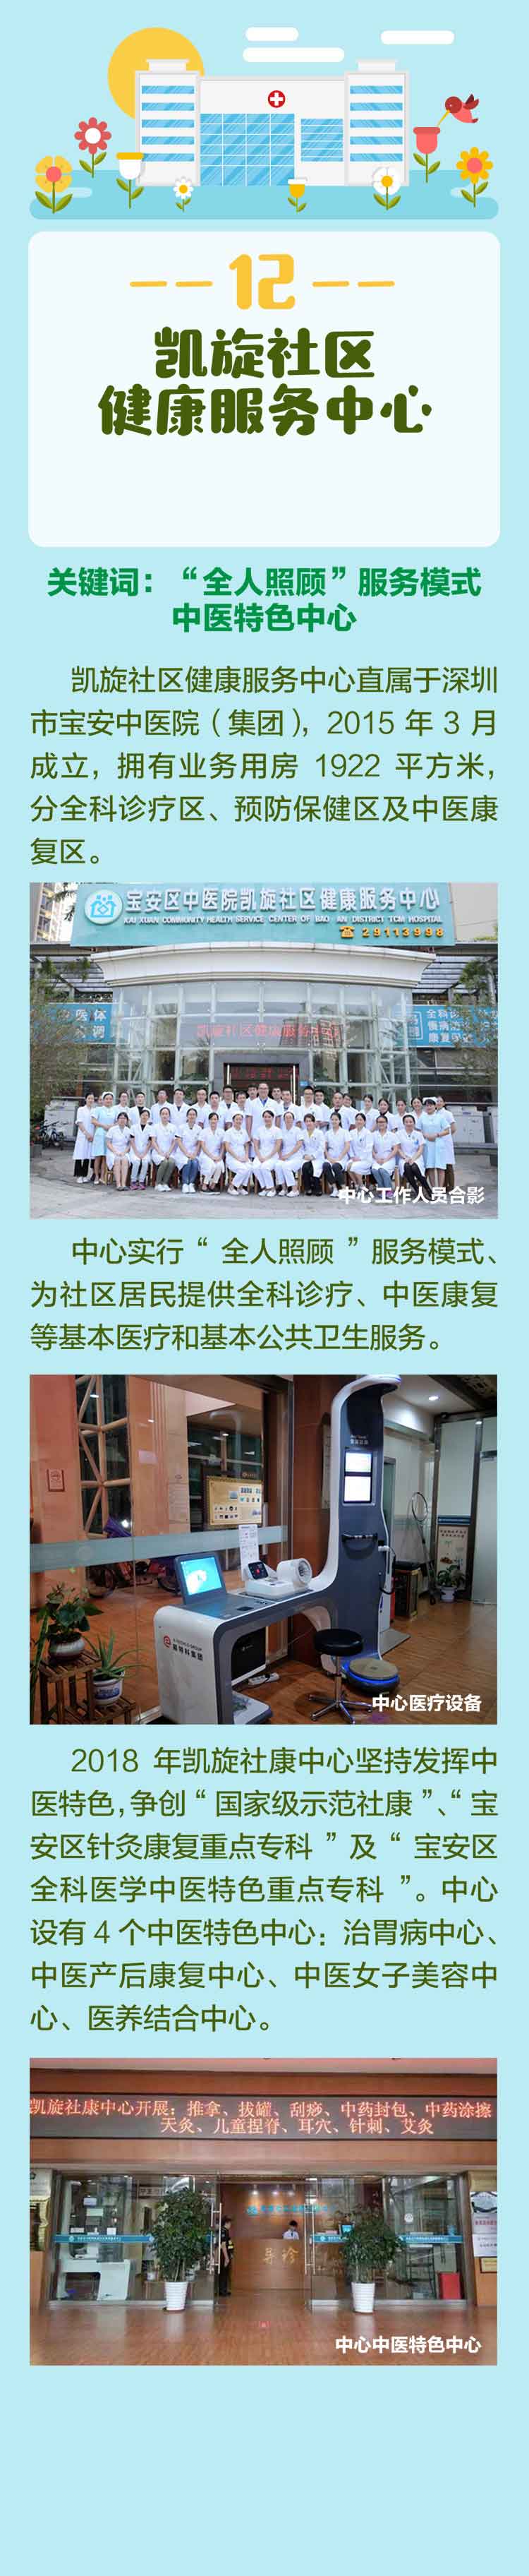 12
凯旋社区
健康服务中心
关键词：“全人照顾”服务模式
中医特色中心
凯旋社区健康服务中心直属于深圳
市宝安中医院（集团），2015 年 3 月
成立，拥有业务用房 1922 平方米，
分全科诊疗区、预防保健区及中医康
复区。
宝安区中医院凯旋社区健康服务中心
KAI XUAN COMMUNITY HEALTH SERVICE CENTER OF BAO AN DISTRICT TCM HOSPITAL
29113998
凯旋社区健康服务中心
中心工作人员合影
中心实行“ 全人照顾 ”服务模式、
为社区居民提供全科诊疗、中医康复
等基本医疗和基本公共卫生服务。
中心医疗设备
2018 年凯旋社康中心坚持发挥中
医特色，争创“国家级示范社康”、“宝
安区针灸康复重点专科 ”及“ 宝安区
全科医学中医特色重点专科 ”。中心
设有 4 个中医特色中心：治胃病中心、
中医产后康复中心、中医女子美容中
心、医养结合中心。
凯旋社康中心开展：推拿、拔罐、刮痧、中药封包、中药涂擦
天灸、儿童捏脊、耳穴、针刺、艾灸
导诊
中心中医特色中心